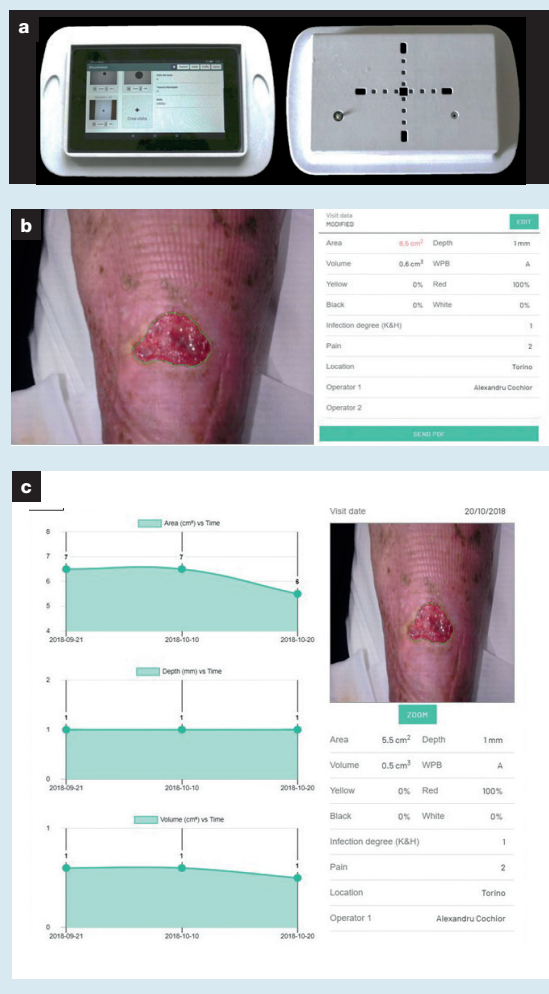 a
b
Visit data
MODIFIED
EDIT
Area 6.5 cm² Depth 1 mm
Volume 0.6 cm³ WPB A
Yellow 0% Red 100%
Black 0% White 0%
Infection degree (K&H) 1
Pain 2
Location Torino
Operator 1 Alexandru Cochior
Operator 2
SEND PDF
c
Area (cm²) vs Time
8
7
6
5
4
7 7 6
2018-09-21 2018-10-10 2018-10-20
Depth (mm) vs Time
2
1
0
1 1 1
2018-09-21 2018-10-10 2018-10-20
Volume (cm³) vs Time
1
0
1 1 1
2018-09-21 2018-10-10 2018-10-20
Visit date 20/10/2018
ZOOM
Area 5.5 cm² Depth 1 mm
Volume 0.5 cm³ WPB A
Yellow 0% Red 100%
Black 0% White 0%
Infection degree (K&H) 1
Pain 2
Location Torino
Operator 1 Alexandru Cochior